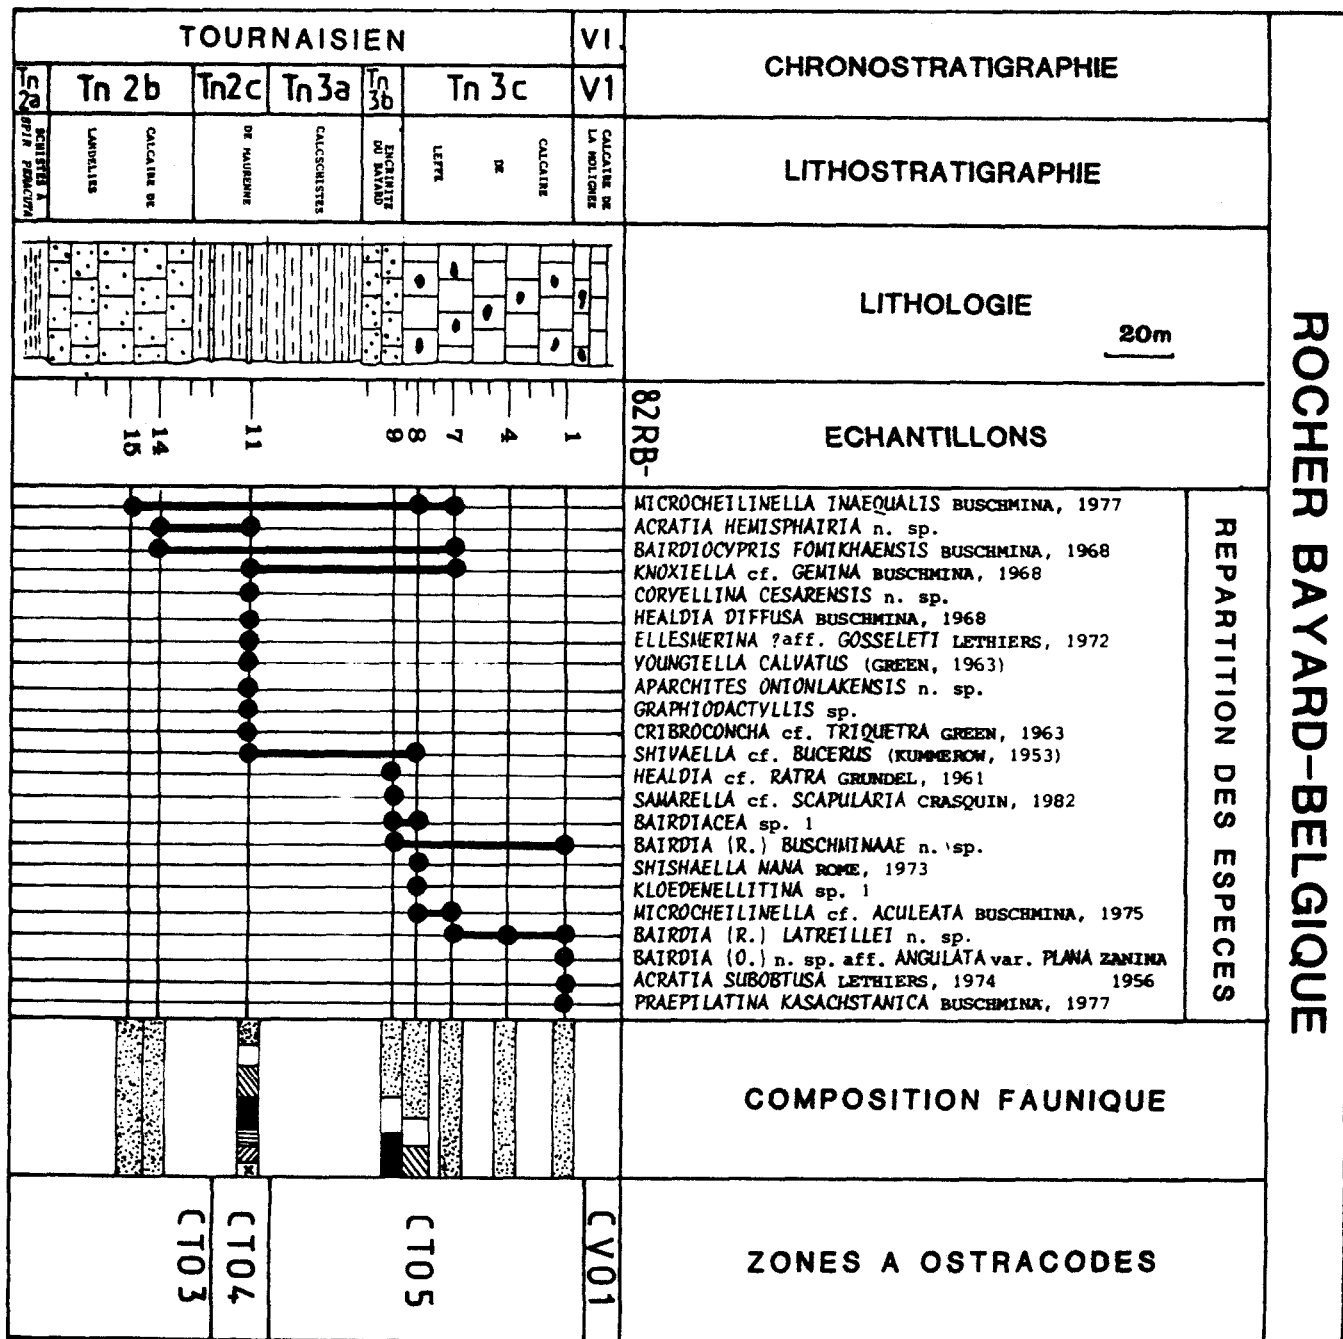 TOURNAISIEN
VI.
CHRONOSTRATIGRAPHIE
Tn 2a
Tn 2b
Tn2c
Tn3a
Tn 3b
Tn 3c
V1
SCHISTES À
SPIR PERACUTA
CALCAIRE DE
LANDELIES
DE MAURENNE
CALCSCHISTES
ENCRINITE
DU BAYARD
LEFFE
DE
CALCAIRE
CALCAIRE DE
LA MOLIGNEE
LITHOSTRATIGRAPHIE
LITHOLOGIE
20m
15
14
11
9
8
7
4
1
82RB-
ECHANTILLONS
MICROCHEILINELLA INAEQUALIS BUSCHMINA, 1977
ACRATIA HEMISPHAIRIA n. sp.
BAIRDIOCYPRIS FOMIKHAENSIS BUSCHMINA, 1968
KNOXIELLA cf. GEMINA BUSCHMINA, 1968
CORYELLINA CESARENSIS n. sp.
HEALDIA DIFFUSA BUSCHMINA, 1968
ELLESMERINA ?aff. GOSSELETI LETHIERS, 1972
YOUNGIELLA CALVATUS (GREEN, 1963)
APARCHITES ONIONLAKENSIS n. sp.
GRAPHIODACTYLLIS sp.
CRIBROCONCHA cf. TRIQUETRA GREEN, 1963
SHIVAELLA cf. BUCERUS (KUMMEROW, 1953)
HEALDIA cf. RATRA GRUNDEL, 1961
SAMARELLA cf. SCAPULARIA CRASQUIN, 1982
BAIRDIACEA sp. 1
BAIRDIA (R.) BUSCHMINAAE n. sp.
SHISHAELLA NANA ROME, 1973
KLOEDENELLITINA sp. 1
MICROCHEILINELLA cf. ACULEATA BUSCHMINA, 1975
BAIRDIA (R.) LATREILLEI n. sp.
BAIRDIA (O.) n. sp. aff. ANGULATA var. PLANA ZANINA
ACRATIA SUBOBTUSA LETHIERS, 1974 1956
PRAEPILATINA KASACHSTANICA BUSCHMINA, 1977
REPARTITION DES ESPECES
COMPOSITION FAUNIQUE
x
CT03
CT04
CT05
CV01
ZONES A OSTRACODES
ROCHER BAYARD-BELGIQUE